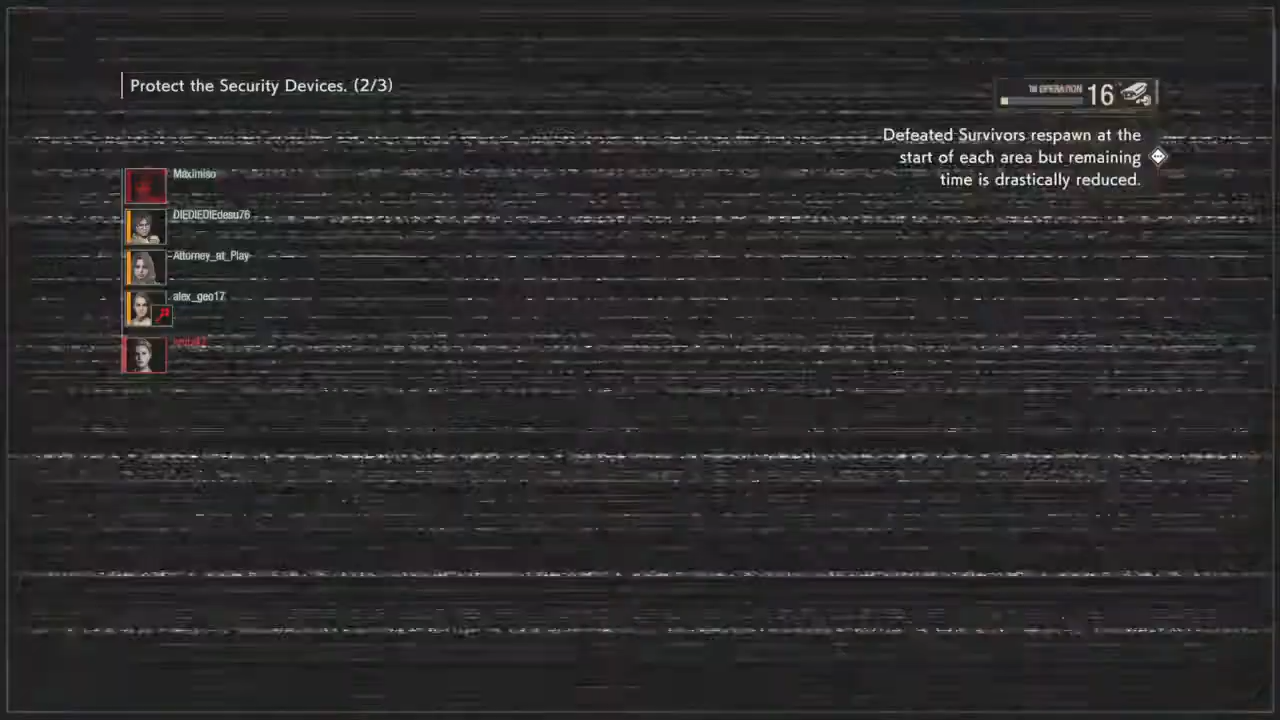 Protect the Security Devices. (2/3)
16
Defeated Survivors respawn at the
start of each area but remaining
time is drastically reduced.
Maximiso
DIEDIEDIEdesu76
Attorney_at_Play
alex_geo17